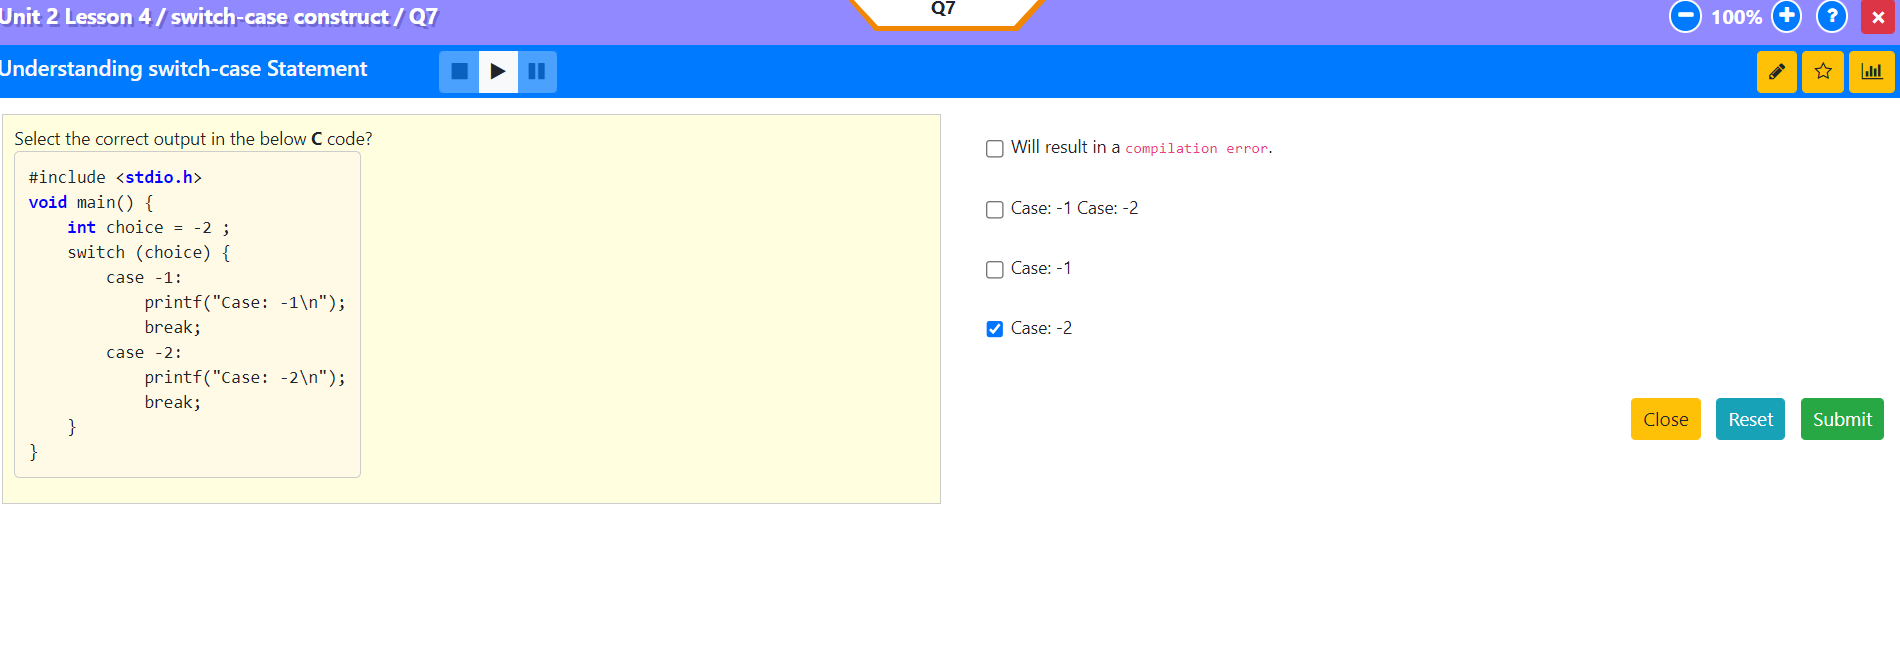 Unit 2 Lesson 4 / switch-case construct / Q7
Q7
100%
?
Understanding switch-case Statement
Select the correct output in the below C code?
#include <stdio.h>
void main() {
    int choice = -2 ;
    switch (choice) {
        case -1:
            printf("Case: -1\n");
            break;
        case -2:
            printf("Case: -2\n");
            break;
    }
}
Will result in a compilation error.
Case: -1 Case: -2
Case: -1
Case: -2
Close Reset Submit